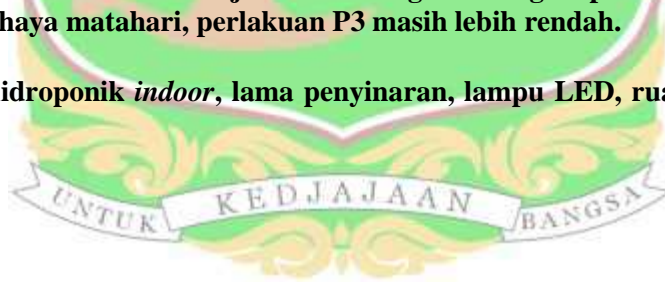 haya matahari, perlakuan P3 masih lebih rendah.
idroponik indoor, lama penyinaran, lampu LED, rua
UNTUK KEDJAJAAN BANGSA